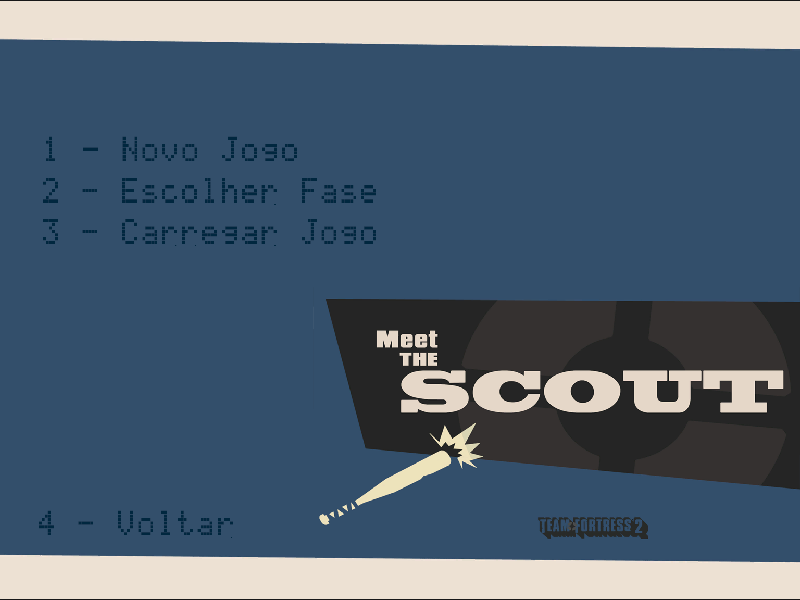 1 - Novo Jogo
2 - Escolher Fase
3 - Carregar Jogo
Meet
THE
SCOUT
4 - Voltar
TEAM FORTRESS 2